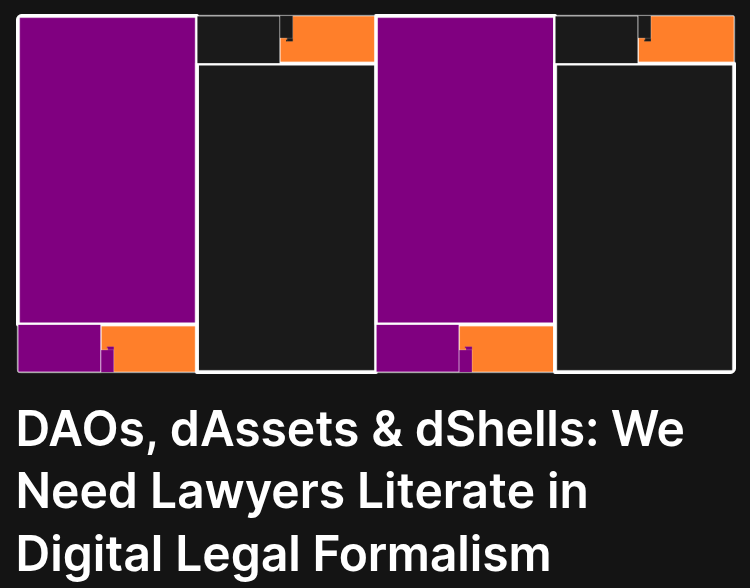 DAOs, dAssets & dShells: We
Need Lawyers Literate in
Digital Legal Formalism